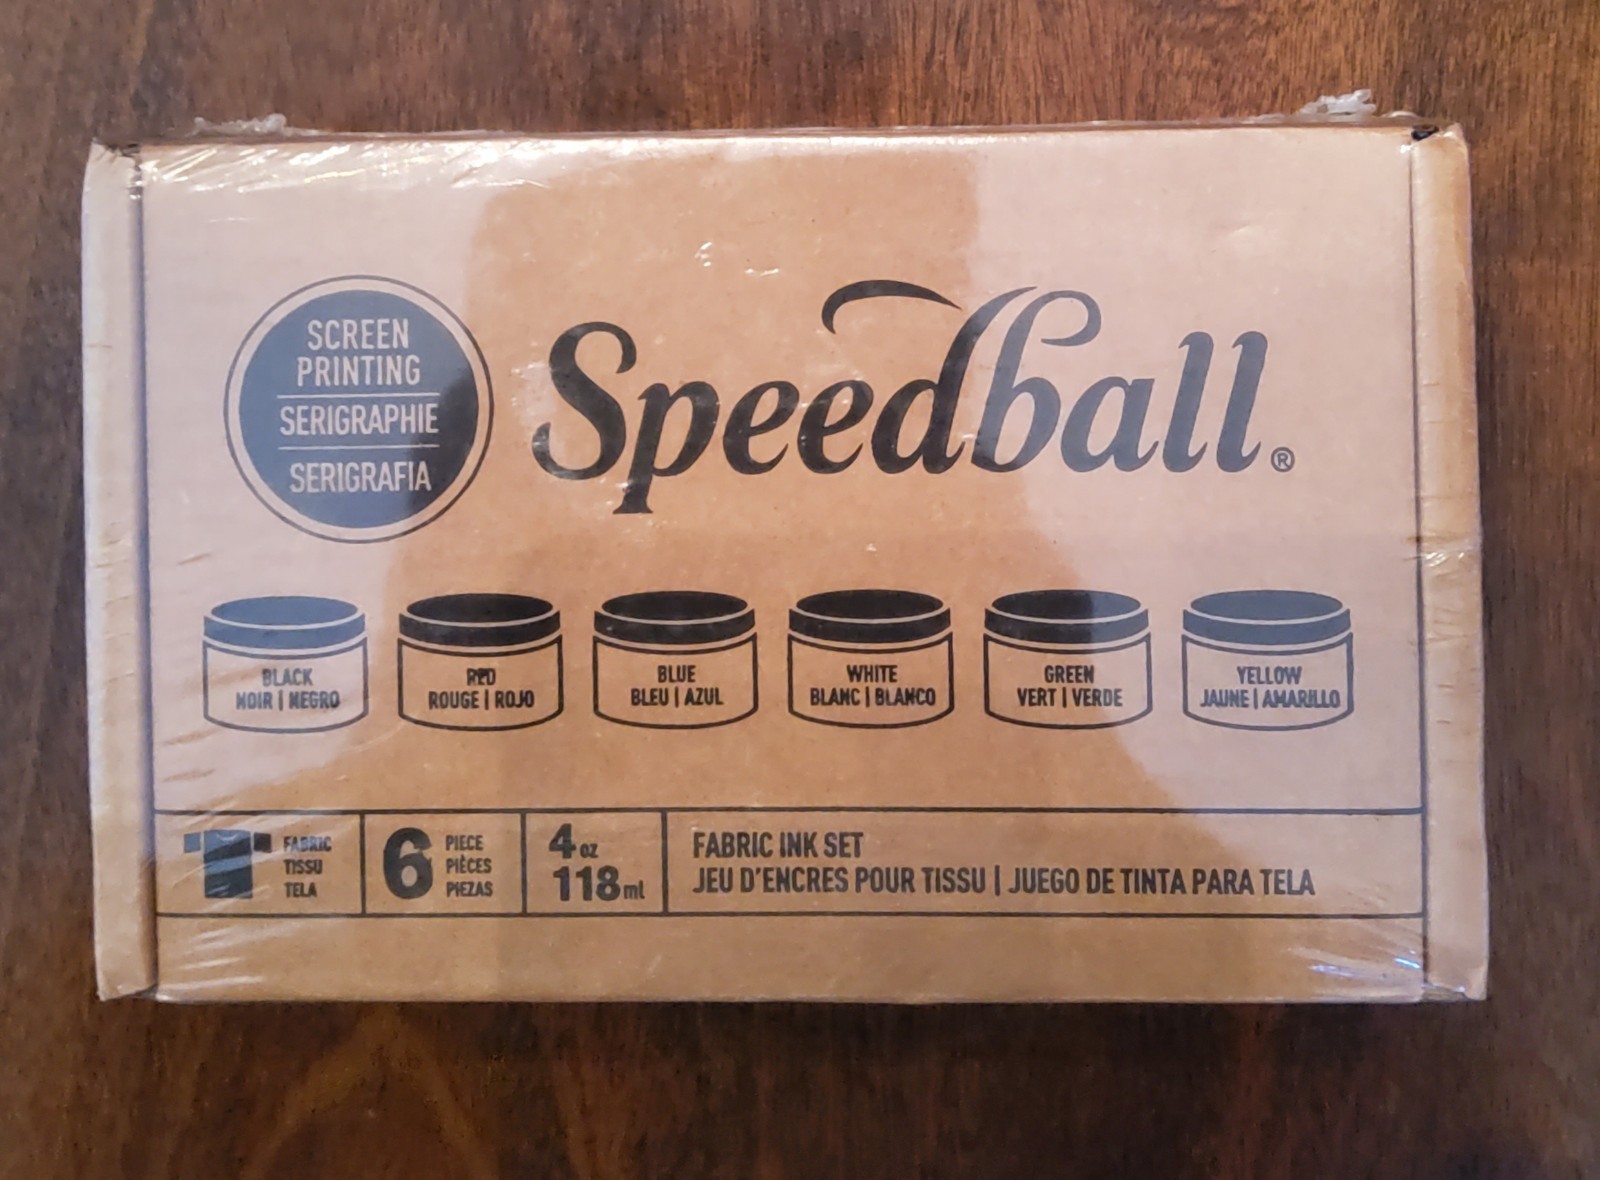 SCREEN
PRINTING
SERIGRAPHIE
SERIGRAFIA
Speedball®
BLACK
NOIR | NEGRO
RED
ROUGE | ROJO
BLUE
BLEU | AZUL
WHITE
BLANC | BLANCO
GREEN
VERT | VERDE
YELLOW
JAUNE | AMARILLO
FABRIC
TISSU
TELA
6
PIECE
PIÈCES
PIEZAS
4 oz
118 ml
FABRIC INK SET
JEU D'ENCRES POUR TISSU | JUEGO DE TINTA PARA TELA